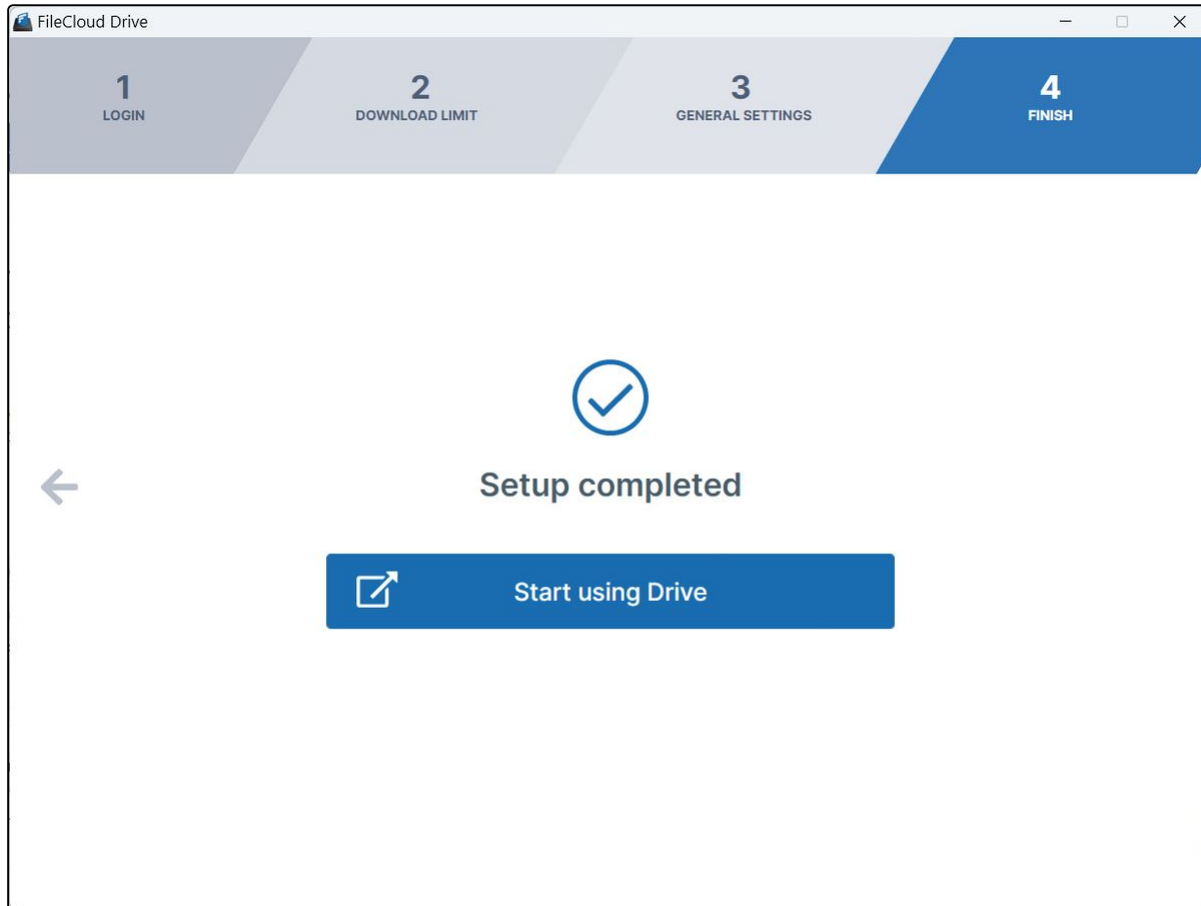 FileCloud Drive
1
LOGIN
2
DOWNLOAD LIMIT
3
GENERAL SETTINGS
4
FINISH
Setup completed
Start using Drive